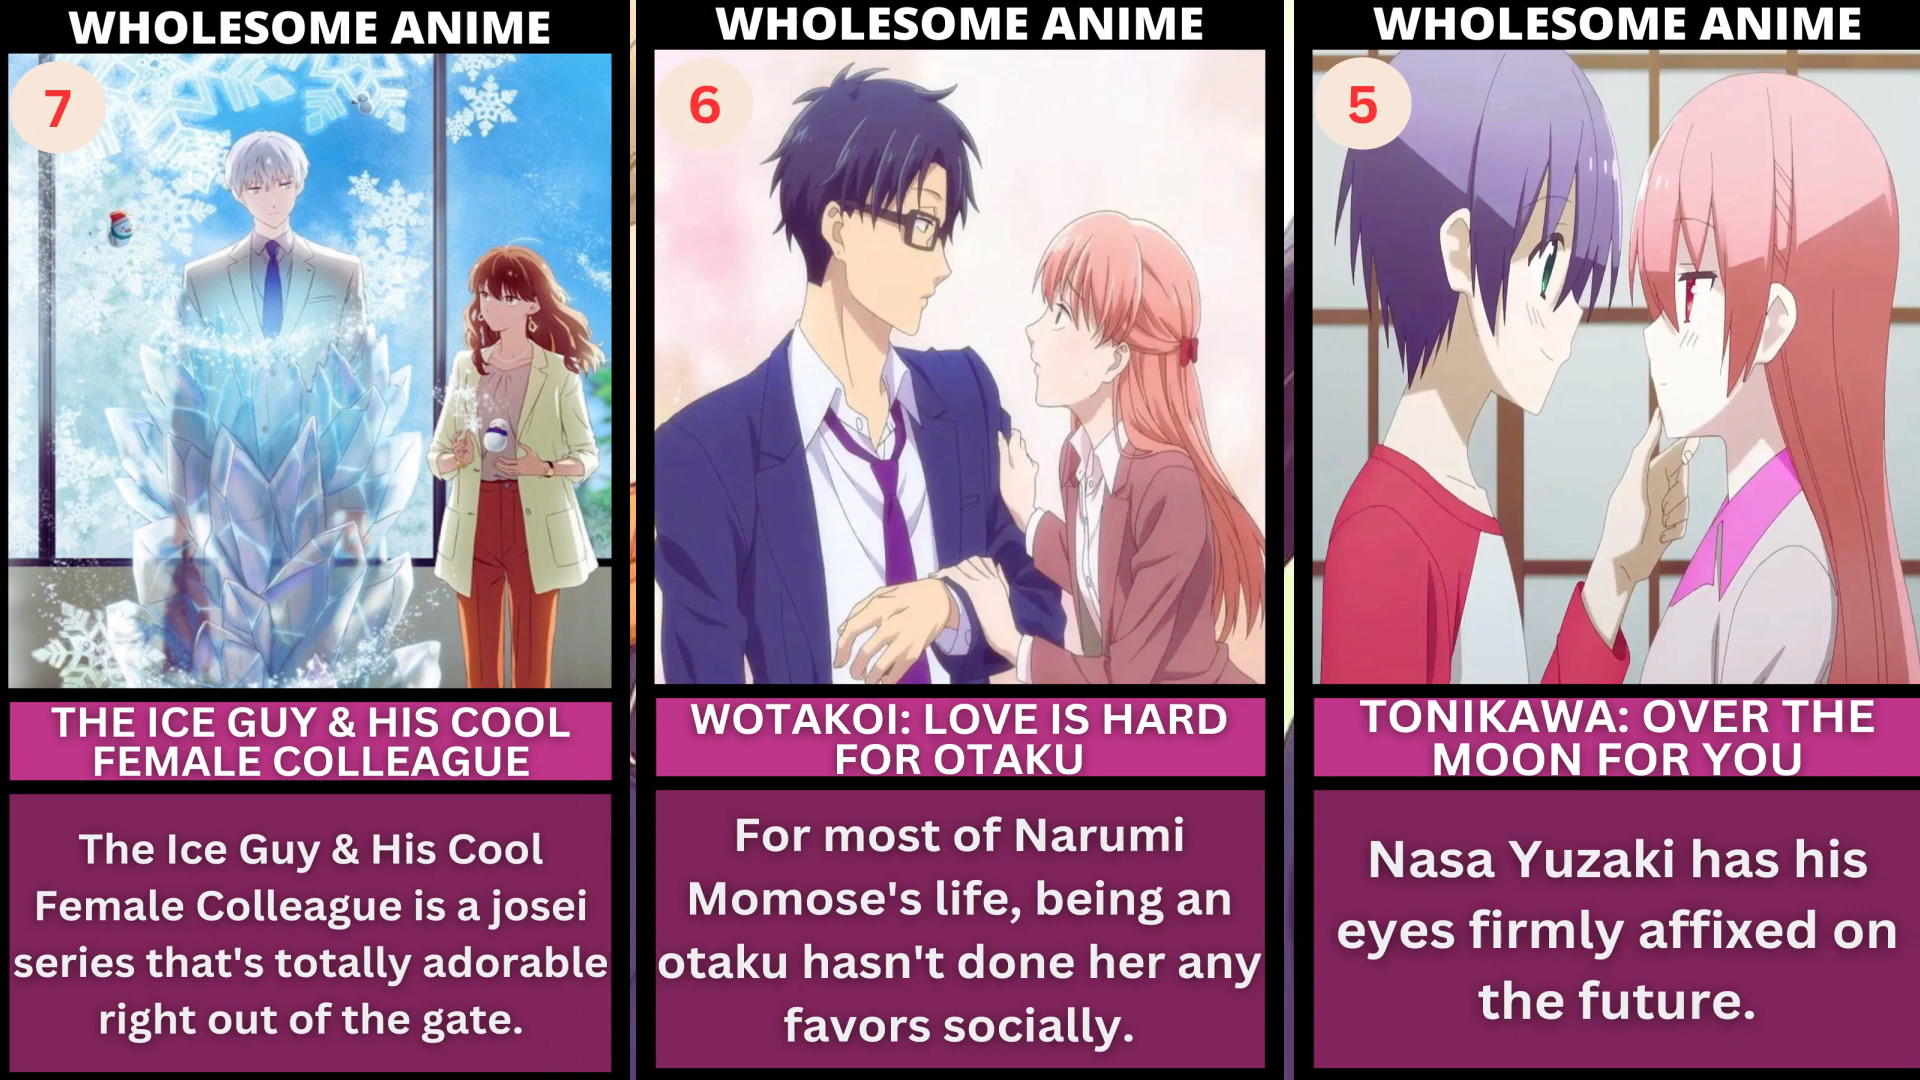 WHOLESOME ANIME
7
THE ICE GUY & HIS COOL
FEMALE COLLEAGUE
The Ice Guy & His Cool
Female Colleague is a josei
series that's totally adorable
right out of the gate.
WHOLESOME ANIME
6
WOTAKOI: LOVE IS HARD
FOR OTAKU
For most of Narumi
Momose's life, being an
otaku hasn't done her any
favors socially.
WHOLESOME ANIME
5
TONIKAWA: OVER THE
MOON FOR YOU
Nasa Yuzaki has his
eyes firmly affixed on
the future.